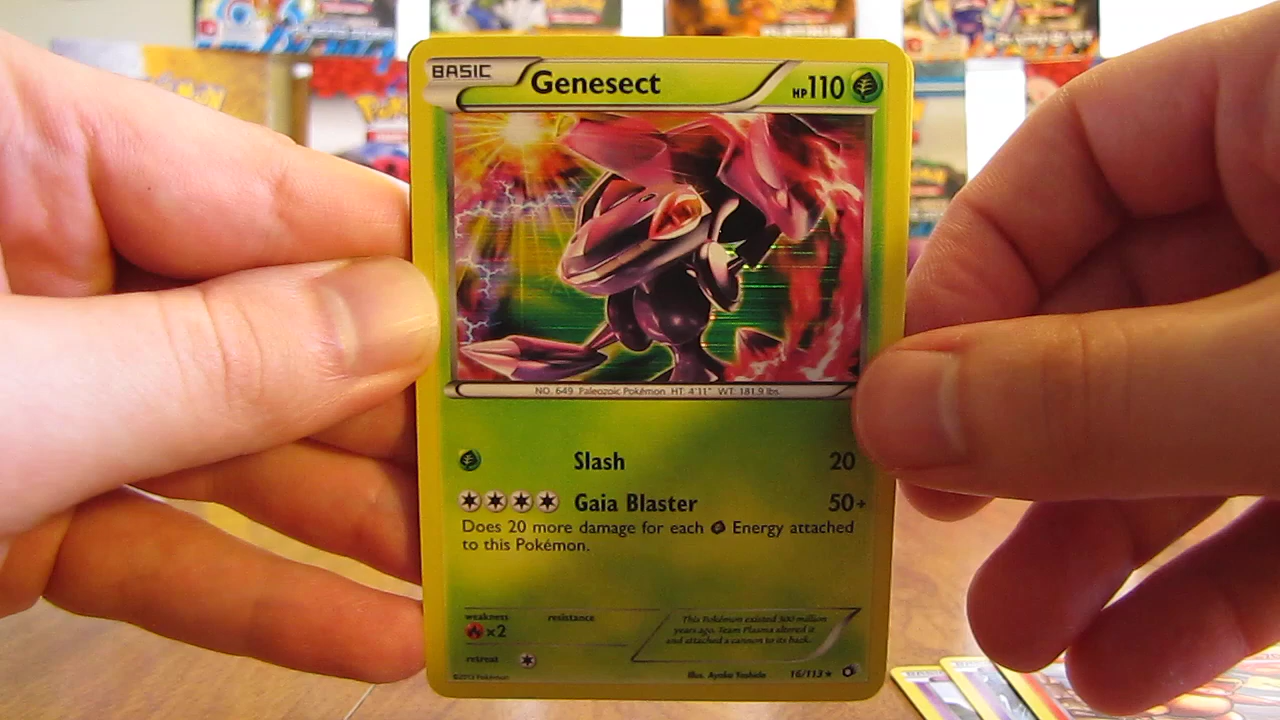 BASIC
Genesect
HP110
NO. 649 Paleozoic Pokémon HT: 4'11" WT: 181.9 lbs.
Slash 20
Gaia Blaster 50+
Does 20 more damage for each Energy attached
to this Pokémon.
weakness resistance
×2
This Pokémon existed 300 million
years ago. Team Plasma altered it
and attached a cannon to its back.
retreat
©2013 Pokémon
Illus. Ayaka Yoshida
16/113